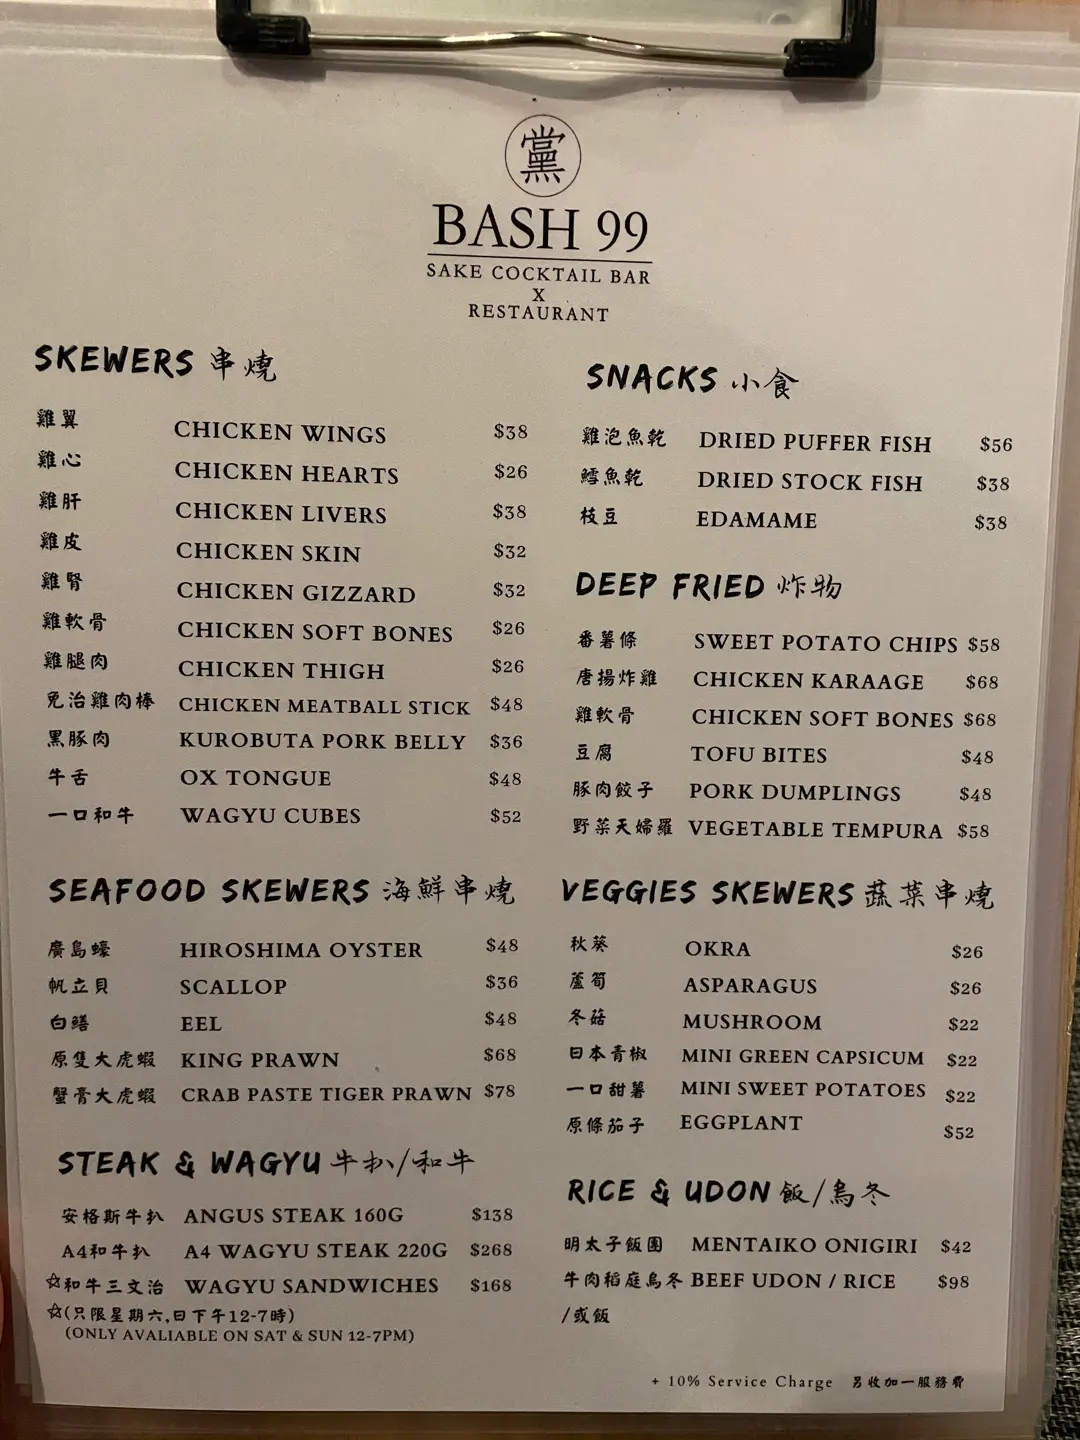 黨
BASH 99
SAKE COCKTAIL BAR
X
RESTAURANT
SKEWERS 串燒
雞翼 CHICKEN WINGS $38
雞心 CHICKEN HEARTS $26
雞肝 CHICKEN LIVERS $38
雞皮 CHICKEN SKIN $32
雞腎 CHICKEN GIZZARD $32
雞軟骨 CHICKEN SOFT BONES $26
雞腿肉 CHICKEN THIGH $26
免治雞肉棒 CHICKEN MEATBALL STICK $48
黑豚肉 KUROBUTA PORK BELLY $36
牛舌 OX TONGUE $48
一口和牛 WAGYU CUBES $52
SEAFOOD SKEWERS 海鮮串燒
廣島蠔 HIROSHIMA OYSTER $48
帆立貝 SCALLOP $36
白鱔 EEL $48
原隻大虎蝦 KING PRAWN $68
蟹膏大虎蝦 CRAB PASTE TIGER PRAWN $78
STEAK & WAGYU 牛扒/和牛
安格斯牛扒 ANGUS STEAK 160G $138
A4和牛扒 A4 WAGYU STEAK 220G $268
☆和牛三文治 WAGYU SANDWICHES $168
☆(只限星期六,日下午12-7時)
(ONLY AVALIABLE ON SAT & SUN 12-7PM)
SNACKS 小食
雞泡魚乾 DRIED PUFFER FISH $56
鱈魚乾 DRIED STOCK FISH $38
枝豆 EDAMAME $38
DEEP FRIED 炸物
番薯條 SWEET POTATO CHIPS $58
唐揚炸雞 CHICKEN KARAAGE $68
雞軟骨 CHICKEN SOFT BONES $68
豆腐 TOFU BITES $48
豚肉餃子 PORK DUMPLINGS $48
野菜天婦羅 VEGETABLE TEMPURA $58
VEGGIES SKEWERS 蔬菜串燒
秋葵 OKRA $26
蘆筍 ASPARAGUS $26
冬菇 MUSHROOM $22
日本青椒 MINI GREEN CAPSICUM $22
一口甜薯 MINI SWEET POTATOES $22
原條茄子 EGGPLANT $52
RICE & UDON 飯/烏冬
明太子飯團 MENTAIKO ONIGIRI $42
牛肉稻庭烏冬 BEEF UDON / RICE $98
/或飯
+ 10% Service Charge 另收加一服務費